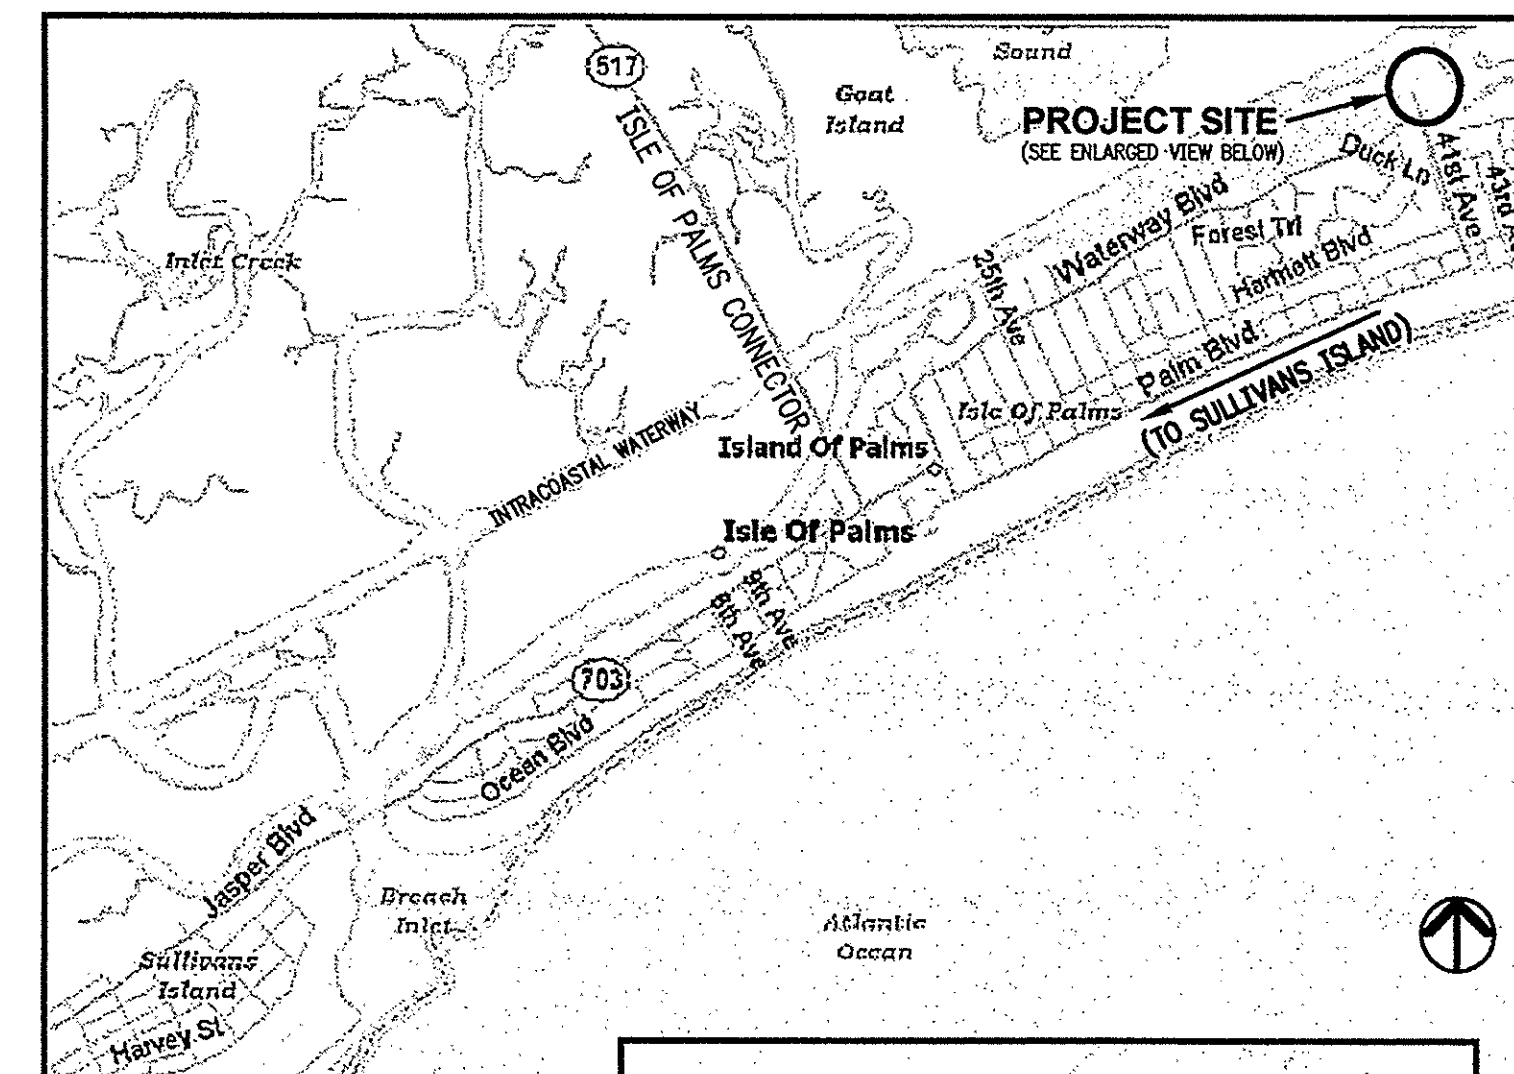 Sound
517
Goat
Island
PROJECT SITE
(SEE ENLARGED VIEW BELOW)
Duck Ln
41st Ave
43rd
ISLE OF PALMS CONNECTOR
Waterway Blvd
Forest Trl
Inlet Creek
25th Ave
Hartnett Blvd
Palm Blvd
(TO SULLIVANS ISLAND)
Isle Of Palms
INTRACOASTAL WATERWAY
Island Of Palms
Isle Of Palms
9th Ave
8th Ave
703
Ocean Blvd
Jasper Blvd
Breach
Inlet
Atlantic
Ocean
Sullivans
Island
Harvey St